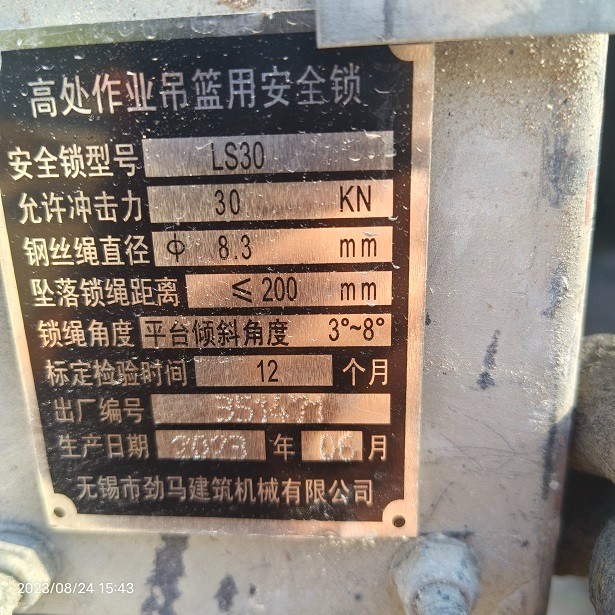 高处作业吊篮用安全锁
安全锁型号 LS30
允许冲击力 30 KN
钢丝绳直径 Φ 8.3 mm
坠落锁绳距离 ≤200 mm
锁绳角度 平台倾斜角度 3°~8°
标定检验时间 12 个月
出厂编号
生产日期 2023 年 06 月
无锡市劲马建筑机械有限公司
2023/08/24 15:43